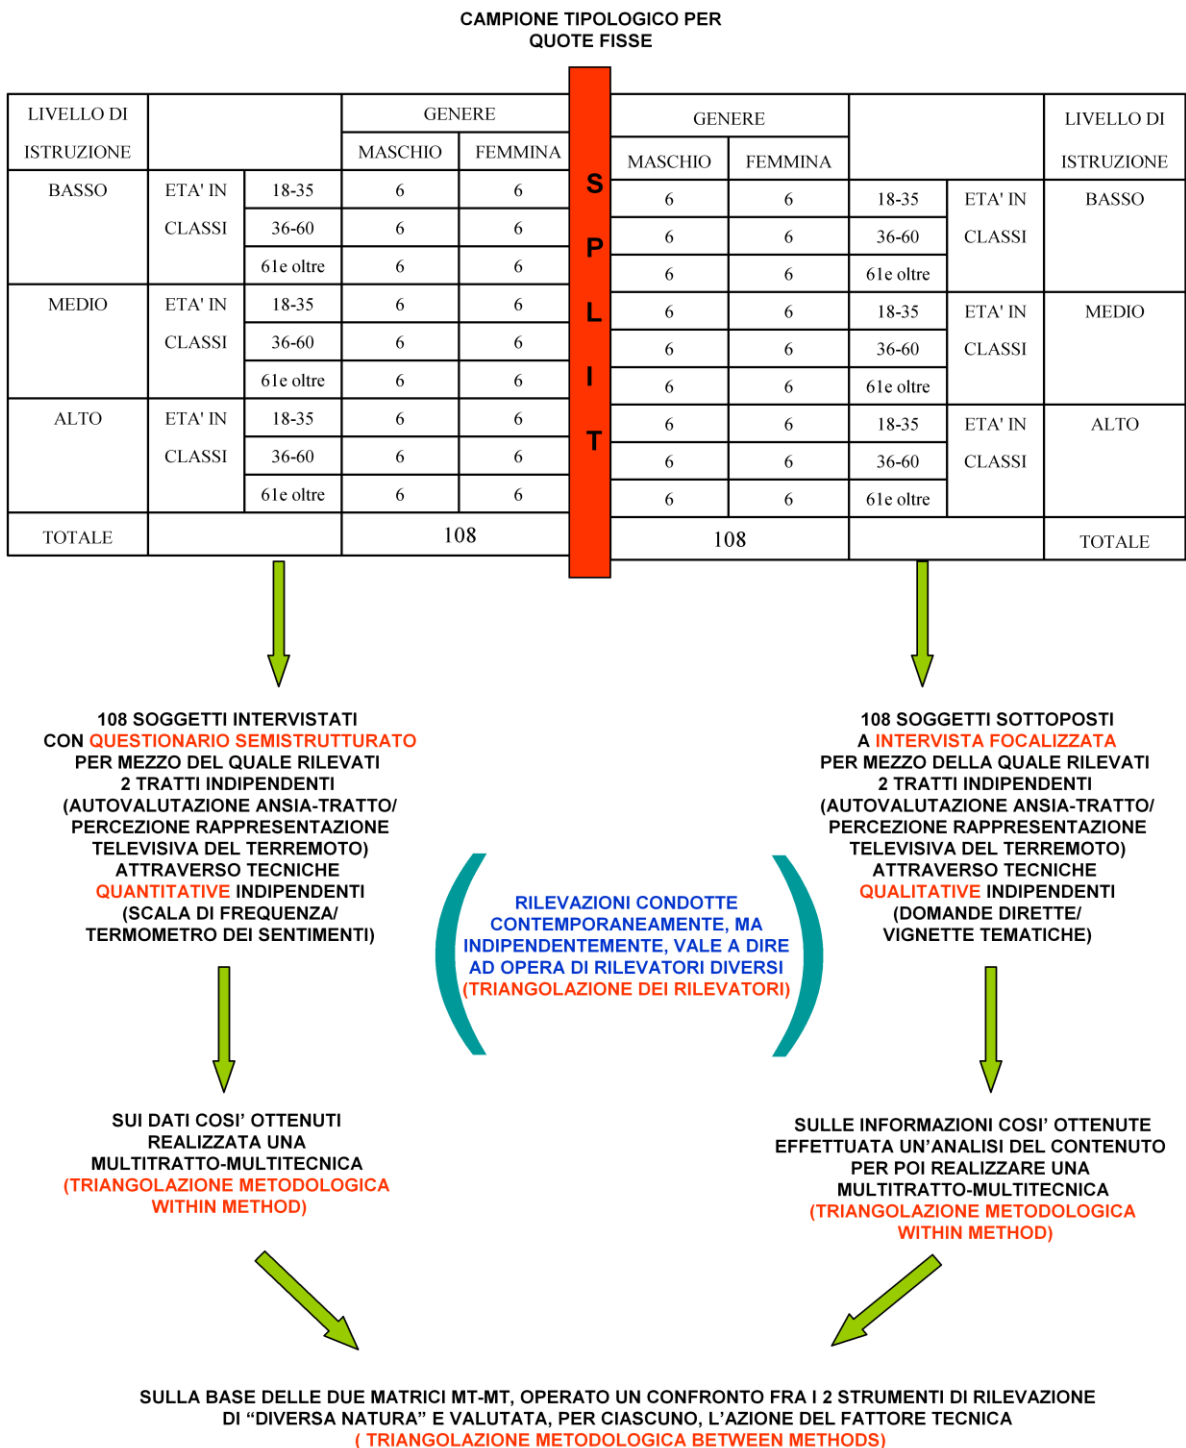 CAMPIONE TIPOLOGICO PER
QUOTE FISSE
LIVELLO DI ISTRUZIONE GENERE
MASCHIO FEMMINA
BASSO ETA' IN CLASSI 18-35 6 6
36-60 6 6
61e oltre 6 6
MEDIO ETA' IN CLASSI 18-35 6 6
36-60 6 6
61e oltre 6 6
ALTO ETA' IN CLASSI 18-35 6 6
36-60 6 6
61e oltre 6 6
TOTALE 108
S
P
L
I
T
GENERE LIVELLO DI ISTRUZIONE
MASCHIO FEMMINA
6 6 18-35 ETA' IN CLASSI BASSO
6 6 36-60
6 6 61e oltre
6 6 18-35 ETA' IN CLASSI MEDIO
6 6 36-60
6 6 61e oltre
6 6 18-35 ETA' IN CLASSI ALTO
6 6 36-60
6 6 61e oltre
108 TOTALE
108 SOGGETTI INTERVISTATI
CON QUESTIONARIO SEMISTRUTTURATO
PER MEZZO DEL QUALE RILEVATI
2 TRATTI INDIPENDENTI
(AUTOVALUTAZIONE ANSIA-TRATTO/
PERCEZIONE RAPPRESENTAZIONE
TELEVISIVA DEL TERREMOTO)
ATTRAVERSO TECNICHE
QUANTITATIVE INDIPENDENTI
(SCALA DI FREQUENZA/
TERMOMETRO DEI SENTIMENTI)
108 SOGGETTI SOTTOPOSTI
A INTERVISTA FOCALIZZATA
PER MEZZO DELLA QUALE RILEVATI
2 TRATTI INDIPENDENTI
(AUTOVALUTAZIONE ANSIA-TRATTO/
PERCEZIONE RAPPRESENTAZIONE
TELEVISIVA DEL TERREMOTO)
ATTRAVERSO TECNICHE
QUALITATIVE INDIPENDENTI
(DOMANDE DIRETTE/
VIGNETTE TEMATICHE)
RILEVAZIONI CONDOTTE
CONTEMPORANEAMENTE, MA
INDIPENDENTEMENTE, VALE A DIRE
AD OPERA DI RILEVATORI DIVERSI
(TRIANGOLAZIONE DEI RILEVATORI)
SUI DATI COSI' OTTENUTI
REALIZZATA UNA
MULTITRATTO-MULTITECNICA
(TRIANGOLAZIONE METODOLOGICA
WITHIN METHOD)
SULLE INFORMAZIONI COSI' OTTENUTE
EFFETTUATA UN'ANALISI DEL CONTENUTO
PER POI REALIZZARE UNA
MULTITRATTO-MULTITECNICA
(TRIANGOLAZIONE METODOLOGICA
WITHIN METHOD)
SULLA BASE DELLE DUE MATRICI MT-MT, OPERATO UN CONFRONTO FRA I 2 STRUMENTI DI RILEVAZIONE
DI “DIVERSA NATURA” E VALUTATA, PER CIASCUNO, L'AZIONE DEL FATTORE TECNICA
( TRIANGOLAZIONE METODOLOGICA BETWEEN METHODS)